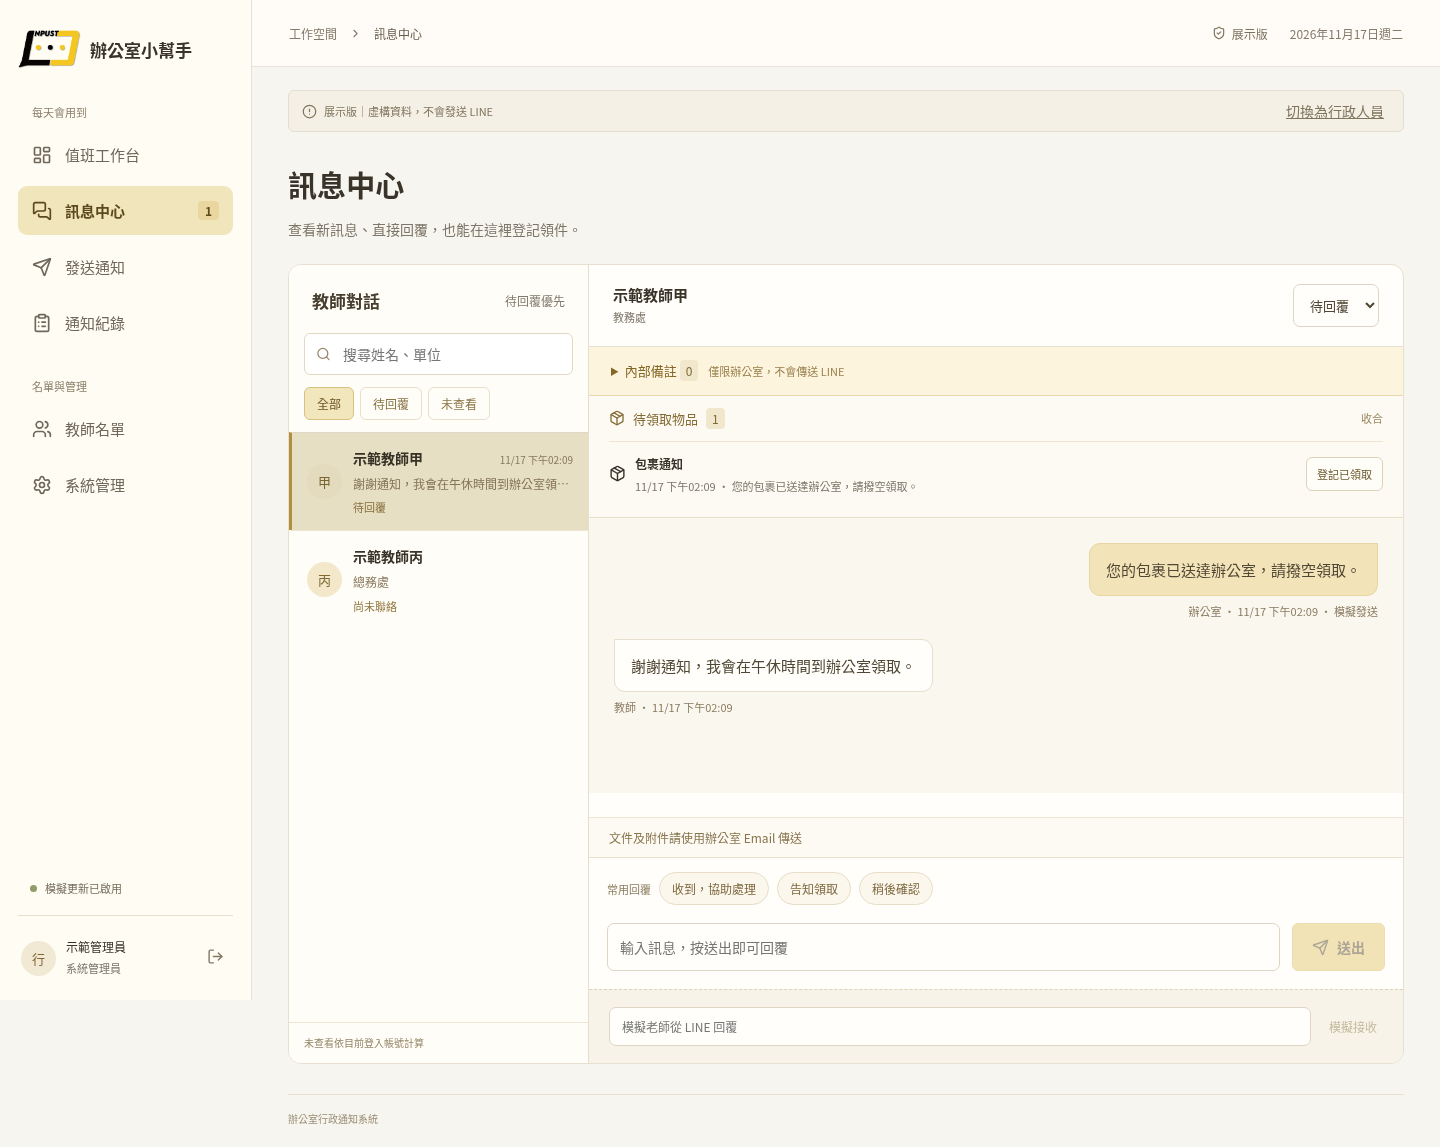 HPUST
辦公室小幫手
每天會用到
值班工作台
訊息中心
1
發送通知
通知紀錄
名單與管理
教師名單
系統管理
模擬更新已啟用
行
示範管理員
系統管理員
工作空間
訊息中心
展示版
2026年11月17日週二
展示版｜虛構資料，不會發送 LINE
切換為行政人員
訊息中心
查看新訊息、直接回覆，也能在這裡登記領件。
教師對話
待回覆優先
搜尋姓名、單位
全部
待回覆
未查看
甲
示範教師甲
11/17 下午02:09
謝謝通知，我會在午休時間到辦公室領…
待回覆
丙
示範教師丙
總務處
尚未聯絡
未查看依目前登入帳號計算
示範教師甲
教務處
待回覆
內部備註 0 僅限辦公室，不會傳送 LINE
待領取物品 1
收合
包裹通知
11/17 下午02:09 ・ 您的包裹已送達辦公室，請撥空領取。
登記已領取
您的包裹已送達辦公室，請撥空領取。
辦公室 ・ 11/17 下午02:09 ・ 模擬發送
謝謝通知，我會在午休時間到辦公室領取。
教師 ・ 11/17 下午02:09
文件及附件請使用辦公室 Email 傳送
常用回覆
收到，協助處理
告知領取
稍後確認
輸入訊息，按送出即可回覆
送出
模擬老師從 LINE 回覆
模擬接收
辦公室行政通知系統